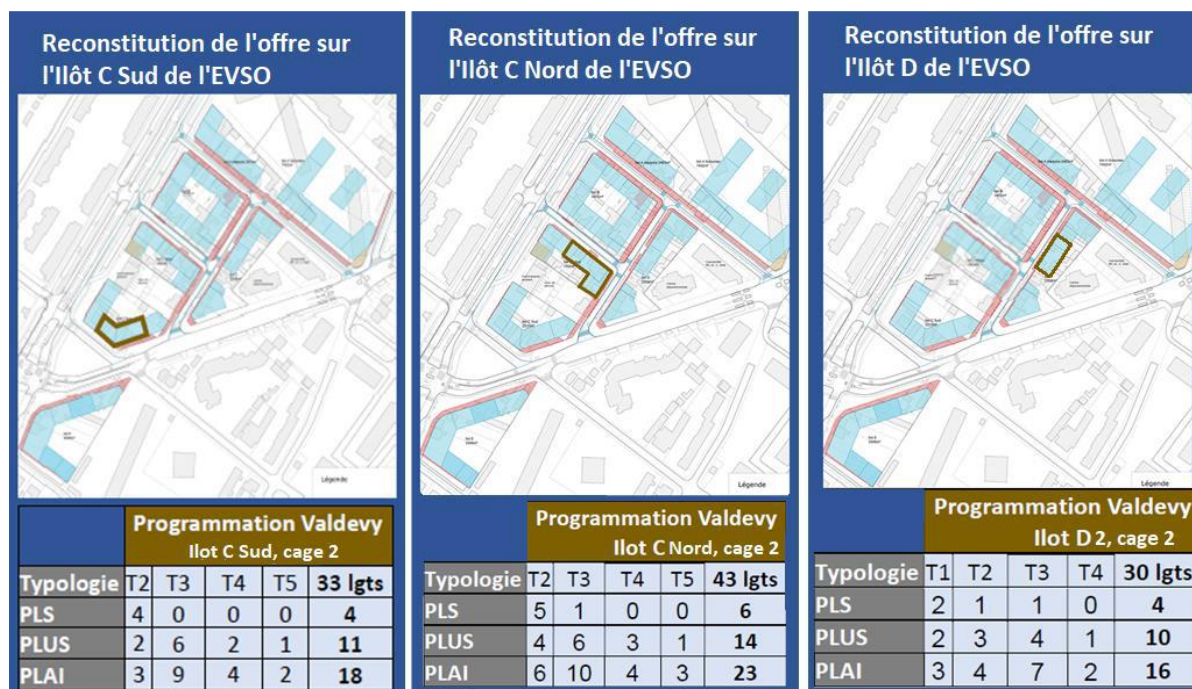 Reconstitution de l'offre sur
l'Ilôt C Sud de l'EVSO
Légende
Programmation Valdevy
Ilot C Sud, cage 2
Typologie T2 T3 T4 T5 33 lgts
PLS 4 0 0 0 4
PLUS 2 6 2 1 11
PLAI 3 9 4 2 18
Reconstitution de l'offre sur
l'Ilôt C Nord de l'EVSO
Légende
Programmation Valdevy
Ilot C Nord, cage 2
Typologie T2 T3 T4 T5 43 lgts
PLS 5 1 0 0 6
PLUS 4 6 3 1 14
PLAI 6 10 4 3 23
Reconstitution de l'offre sur
l'Ilôt D de l'EVSO
Légende
Programmation Valdevy
Ilot D 2, cage 2
Typologie T1 T2 T3 T4 30 lgts
PLS 2 1 1 0 4
PLUS 2 3 4 1 10
PLAI 3 4 7 2 16